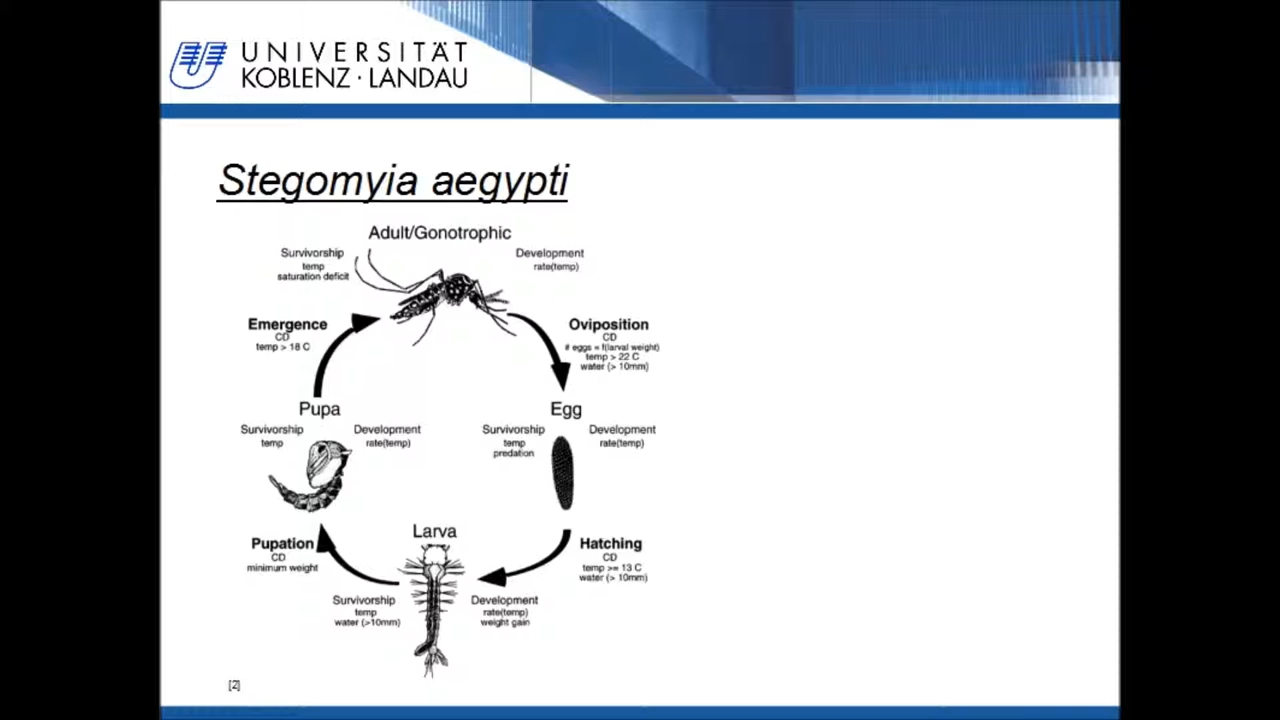 UNIVERSITÄT
KOBLENZ · LANDAU
Stegomyia aegypti
Adult/Gonotrophic
Survivorship
temp
saturation deficit
Development
rate(temp)
Emergence
CD
temp > 18 C
Oviposition
CD
# eggs = f(larval weight)
temp > 22 C
water (> 10mm)
Pupa
Survivorship
temp
Development
rate(temp)
Egg
Survivorship
temp
predation
Development
rate(temp)
Pupation
CD
minimum weight
Larva
Hatching
CD
temp >= 13 C
water (> 10mm)
Survivorship
temp
water (>10mm)
Development
rate(temp)
weight gain
[2]